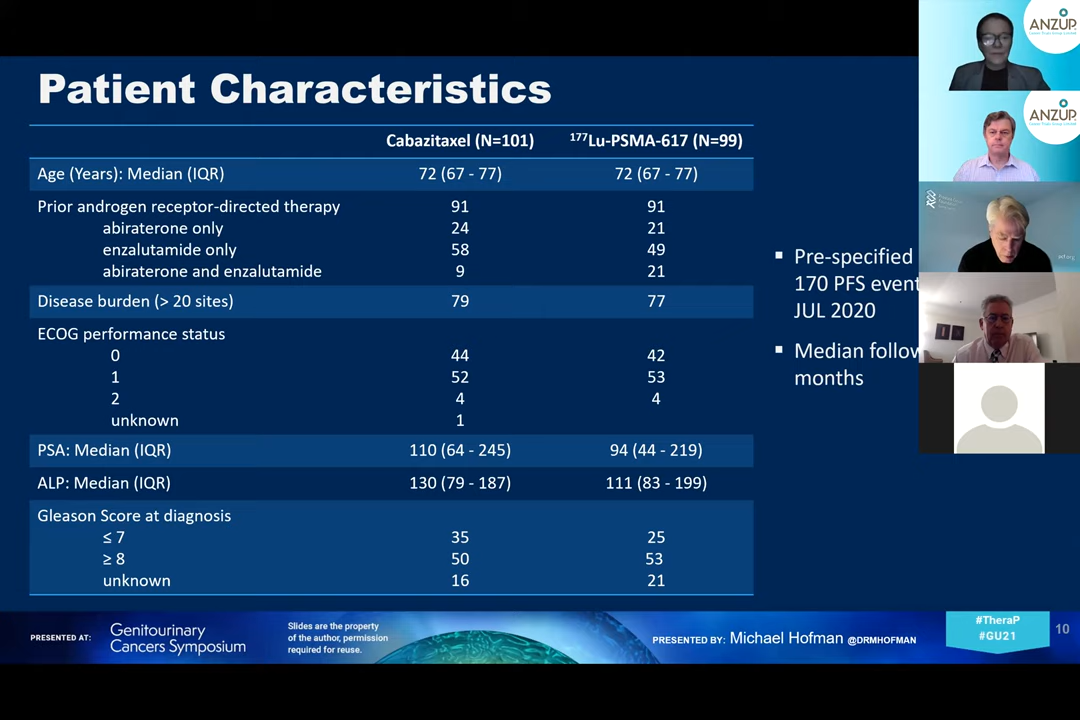 Patient Characteristics
Cabazitaxel (N=101) 177Lu-PSMA-617 (N=99)
Age (Years): Median (IQR) 72 (67 - 77) 72 (67 - 77)
Prior androgen receptor-directed therapy 91 91
abiraterone only 24 21
enzalutamide only 58 49
abiraterone and enzalutamide 9 21
Disease burden (> 20 sites) 79 77
ECOG performance status
0 44 42
1 52 53
2 4 4
unknown 1
PSA: Median (IQR) 110 (64 - 245) 94 (44 - 219)
ALP: Median (IQR) 130 (79 - 187) 111 (83 - 199)
Gleason Score at diagnosis
≤ 7 35 25
≥ 8 50 53
unknown 16 21
▪ Pre-specified
170 PFS event
JUL 2020
▪ Median follow
months
ANZUP
ANZUP
PRESENTED AT:
Genitourinary
Cancers Symposium
Slides are the property
of the author, permission
required for reuse.
PRESENTED BY: Michael Hofman @DRMHOFMAN
#TheraP
#GU21
10